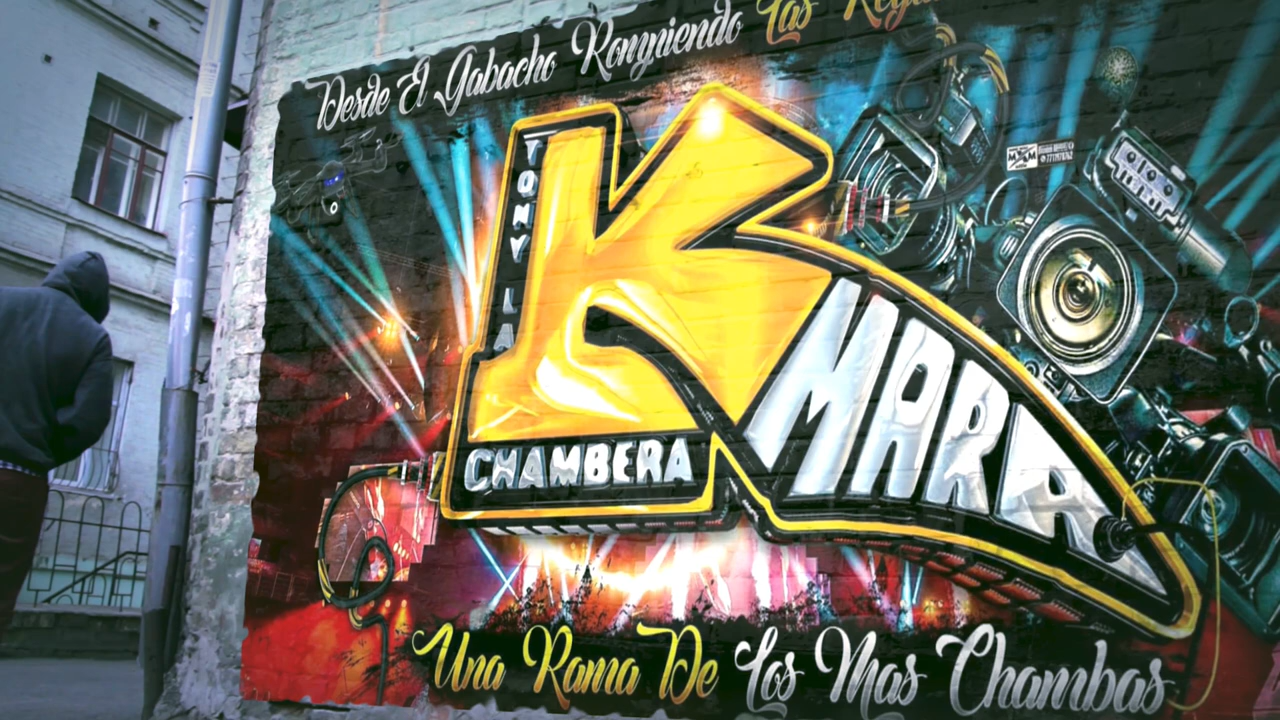 Desde El Gabacho Rompiendo Las
TONY LA
K
MARA
CHAMBERA
Una Rama De Los Mas Chambas